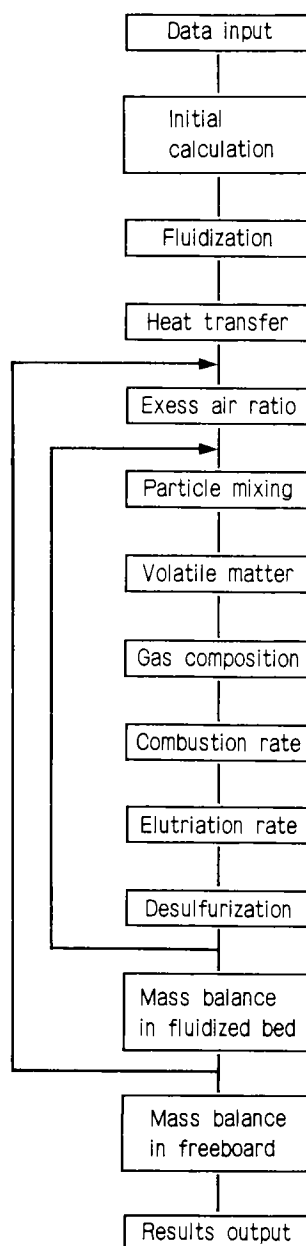 Data input
Initial
calculation
Fluidization
Heat transfer
Exess air ratio
Particle mixing
Volatile matter
Gas composition
Combustion rate
Elutriation rate
Desulfurization
Mass balance
in fluidized bed
Mass balance
in freeboard
Results output